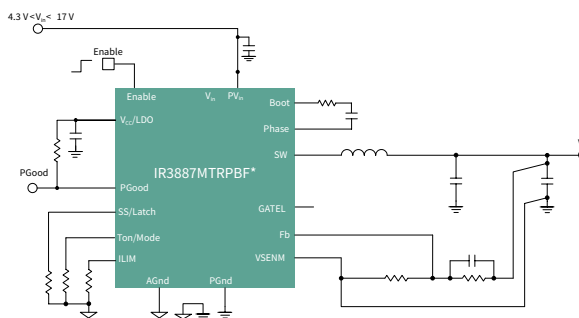 4.3 V <Vin< 17 V
Enable
Enable
Vin
PVin
Boot
VCC/LDO
Phase
SW
IR3887MTRPBF*
PGood
PGood
SS/Latch
GATEL
Ton/Mode
Fb
ILIM
VSENM
AGnd
PGnd